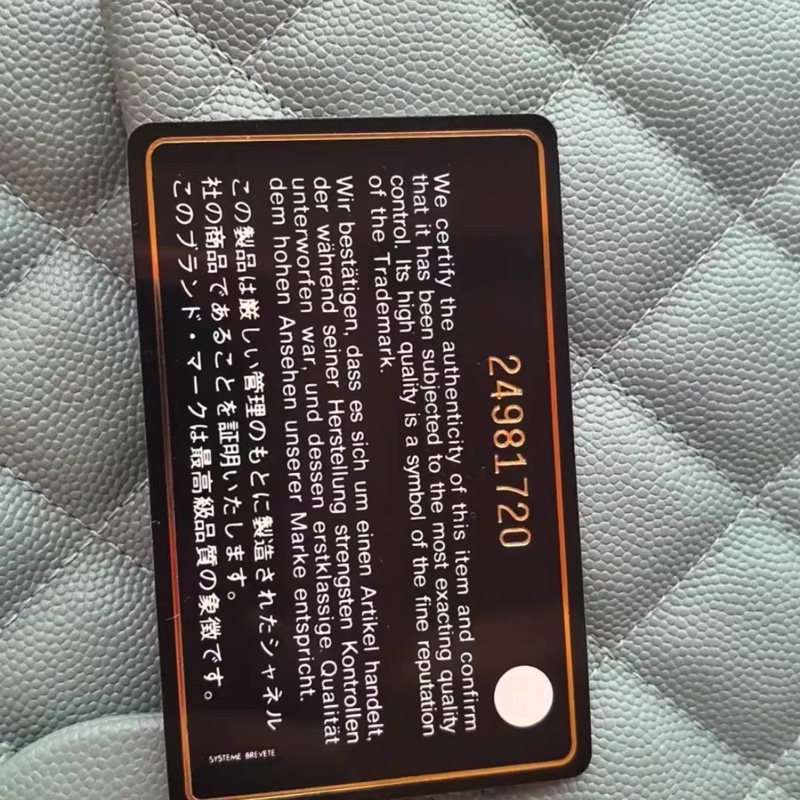 24981720
We certify the authenticity of this item and confirm
that it has been subjected to the most exacting quality
control. Its high quality is a symbol of the fine reputation
of the Trademark.
Wir bestätigen, dass es sich um einen Artikel handelt,
der während seiner Herstellung strengsten Kontrollen
unterworfen war, und dessen erstklassige Qualität
dem hohen Ansehen unserer Marke entspricht.
この製品は厳しい管理のもとに製造されたシャネル
社の商品であることを証明いたします。
このブランド・マークは最高級品質の象徴です。
SYSTEME BREVETE